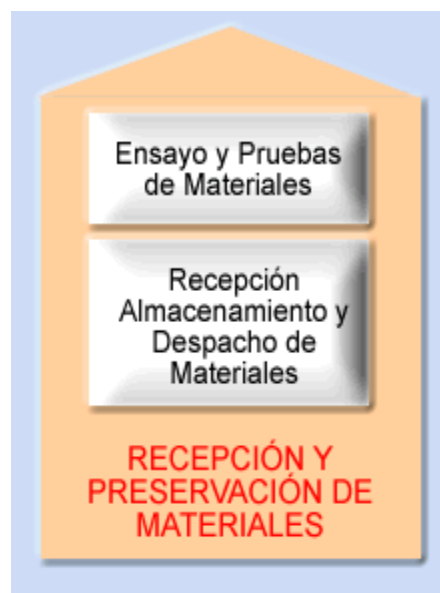 Ensayo y Pruebas
de Materiales
Recepción
Almacenamiento y
Despacho de
Materiales
RECEPCIÓN Y
PRESERVACIÓN DE
MATERIALES